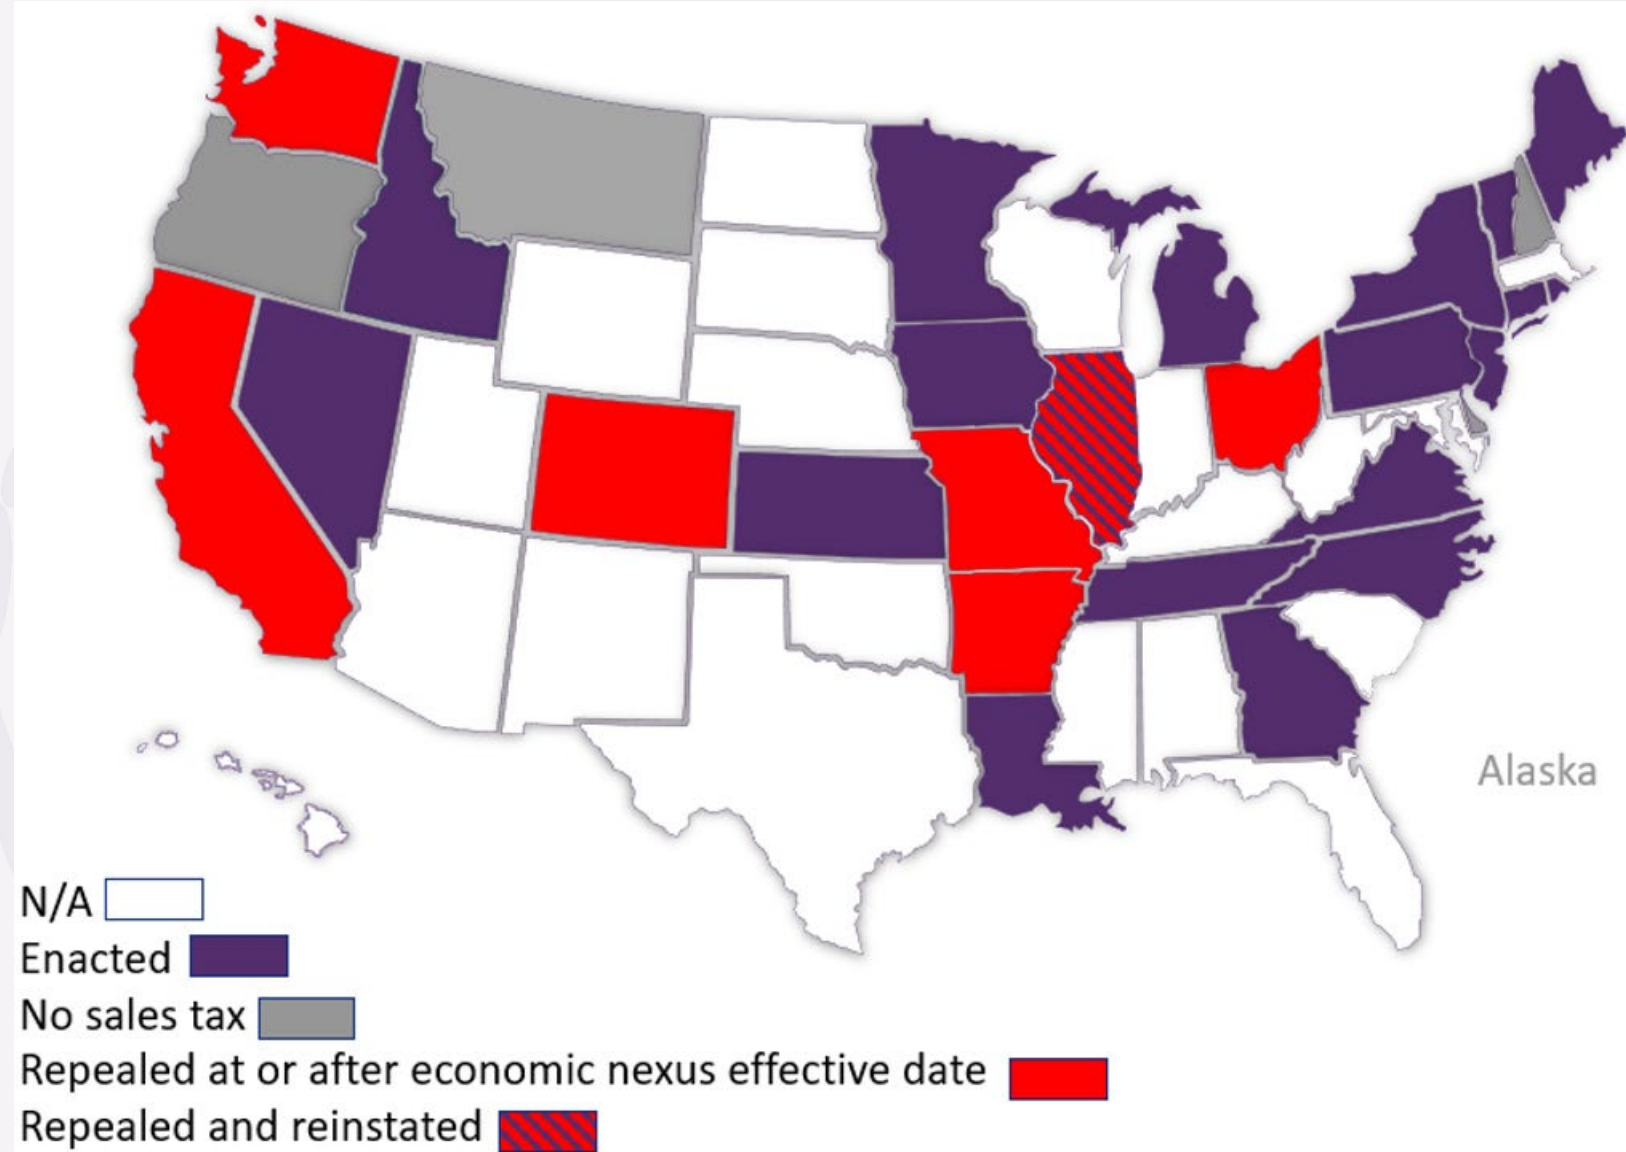 Alaska
N/A
Enacted
No sales tax
Repealed at or after economic nexus effective date
Repealed and reinstated